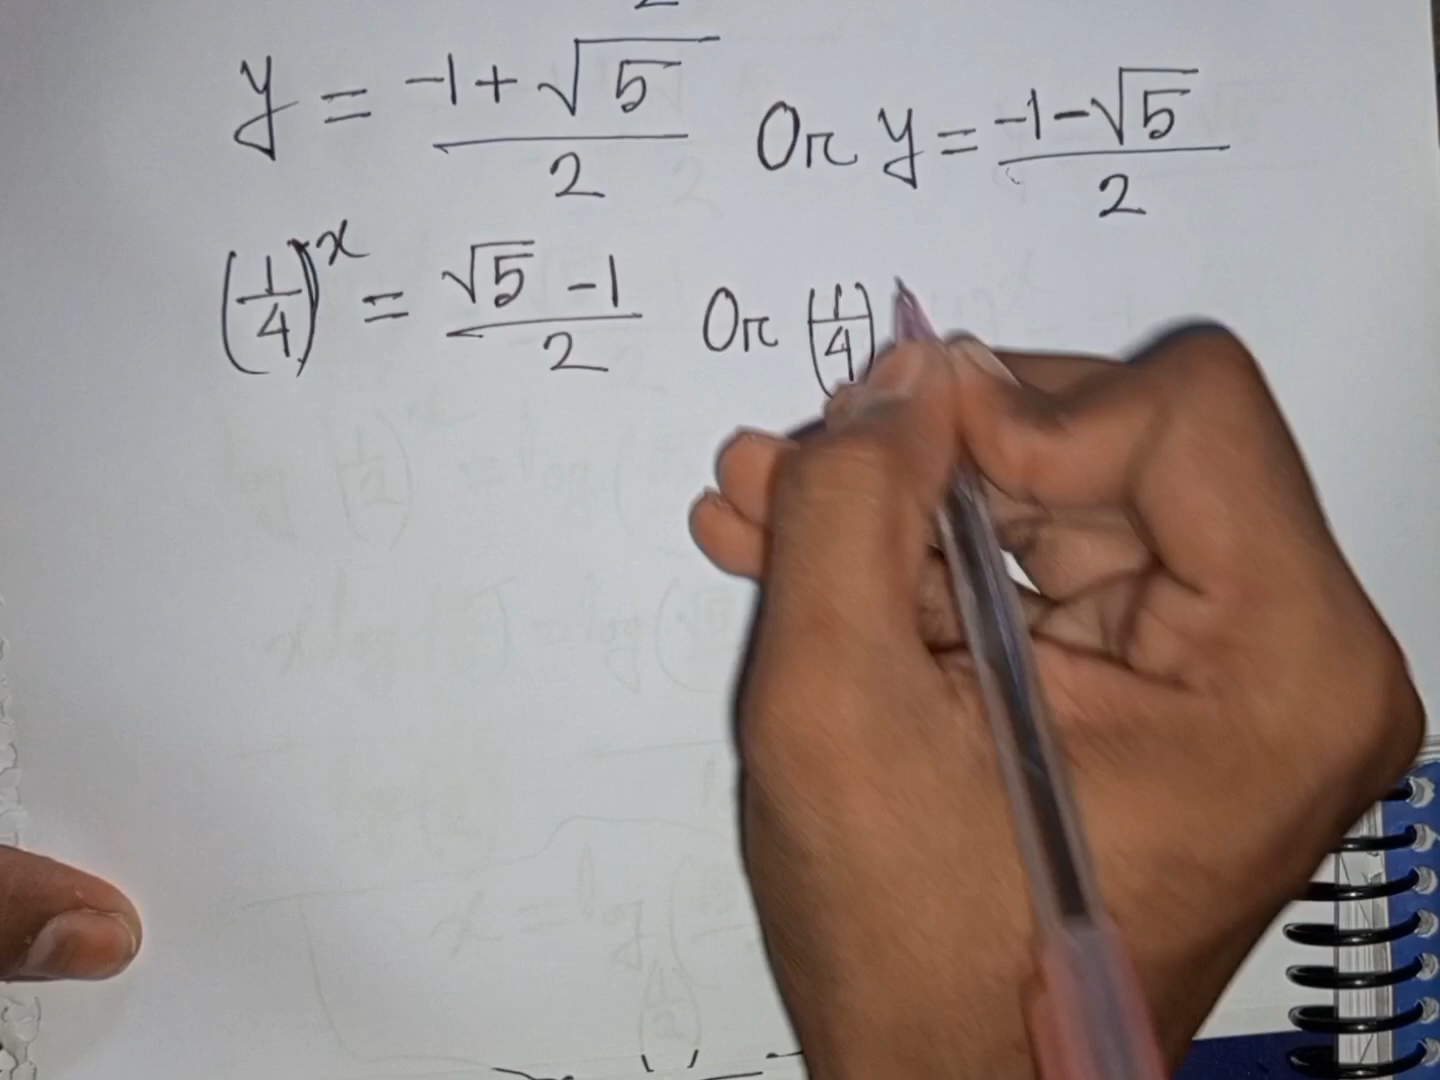 y = (-1+√5)/2 Or y = (-1-√5)/2
(1/4)^x = (√5 -1)/2 Or (1/4)